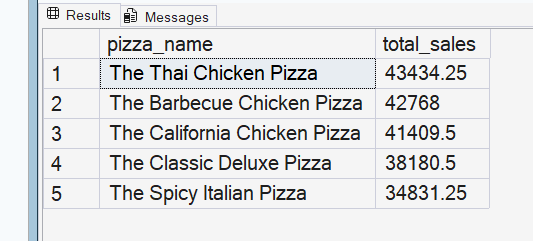 Results Messages
pizza_name total_sales
1 The Thai Chicken Pizza 43434.25
2 The Barbecue Chicken Pizza 42768
3 The California Chicken Pizza 41409.5
4 The Classic Deluxe Pizza 38180.5
5 The Spicy Italian Pizza 34831.25